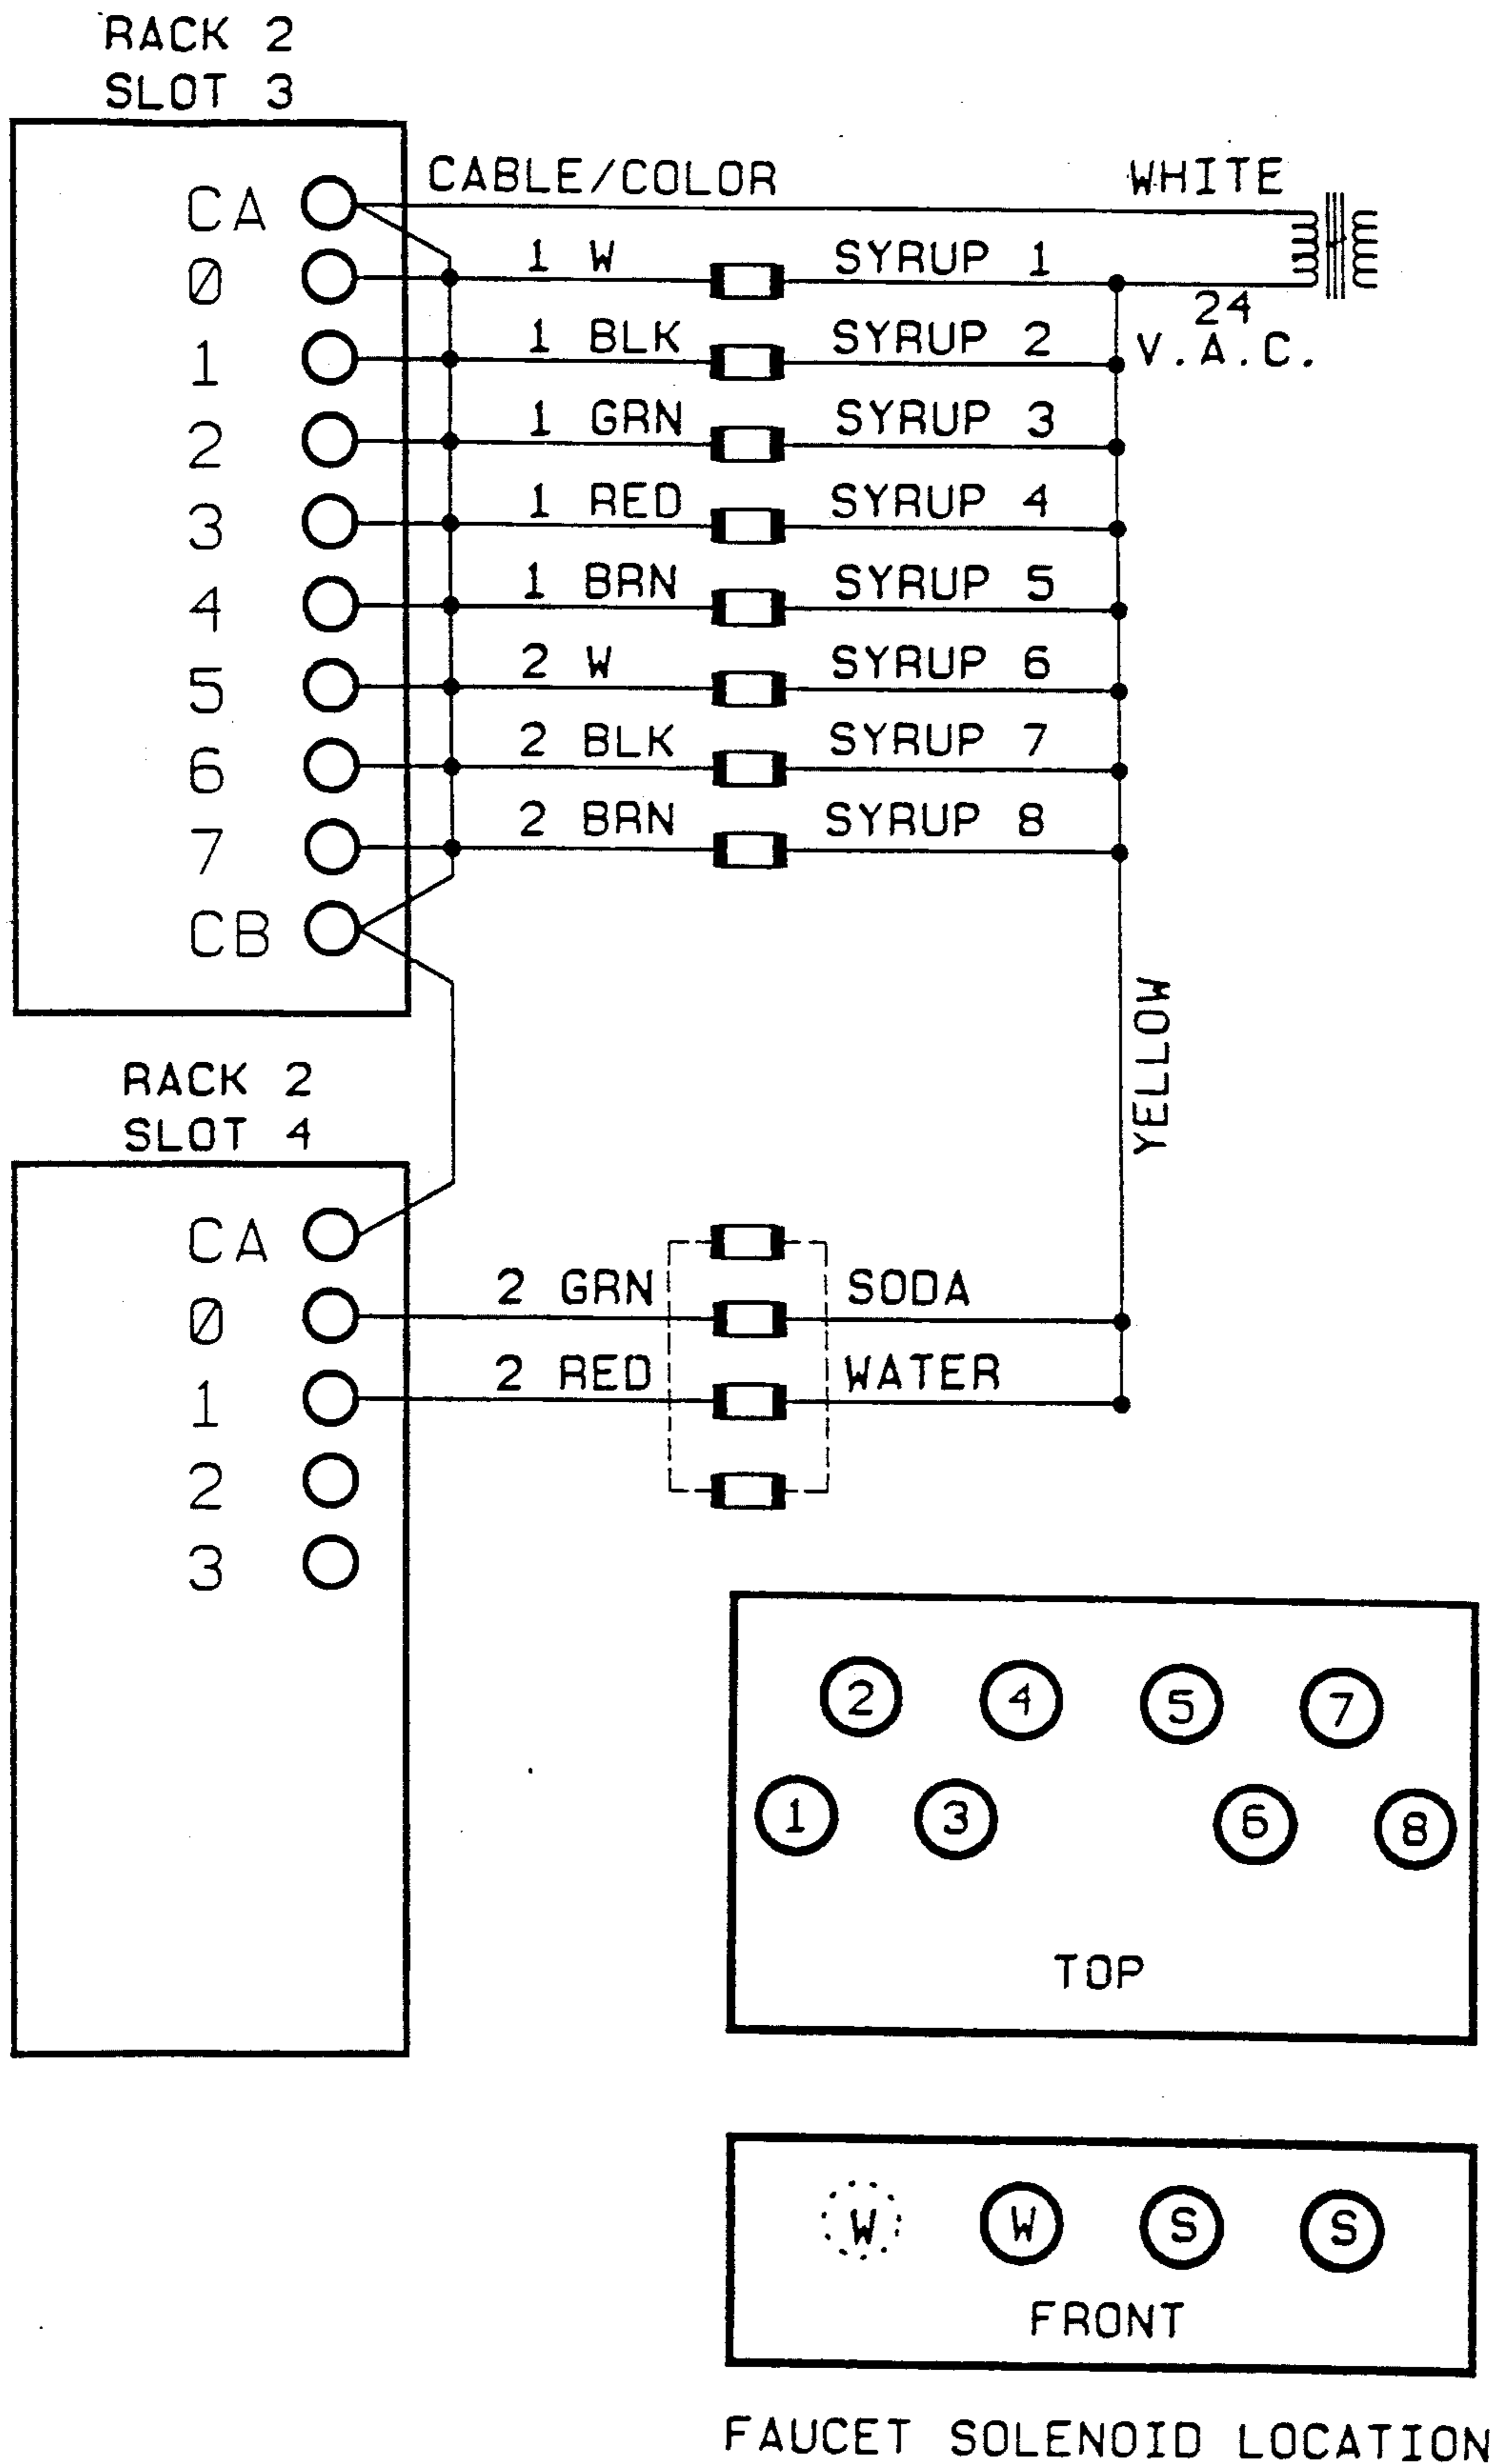 RACK 2
SLOT 3
CABLE/COLOR WHITE
CA
0 1 W SYRUP 1
24
V.A.C.
1 1 BLK SYRUP 2
2 1 GRN SYRUP 3
3 1 RED SYRUP 4
4 1 BRN SYRUP 5
5 2 W SYRUP 6
6 2 BLK SYRUP 7
7 2 BRN SYRUP 8
CB
YELLOW
RACK 2
SLOT 4
CA
0 2 GRN SODA
1 2 RED WATER
2
3
2 4 5 7
1 3 6 8
TOP
W W S S
FRONT
FAUCET SOLENOID LOCATION